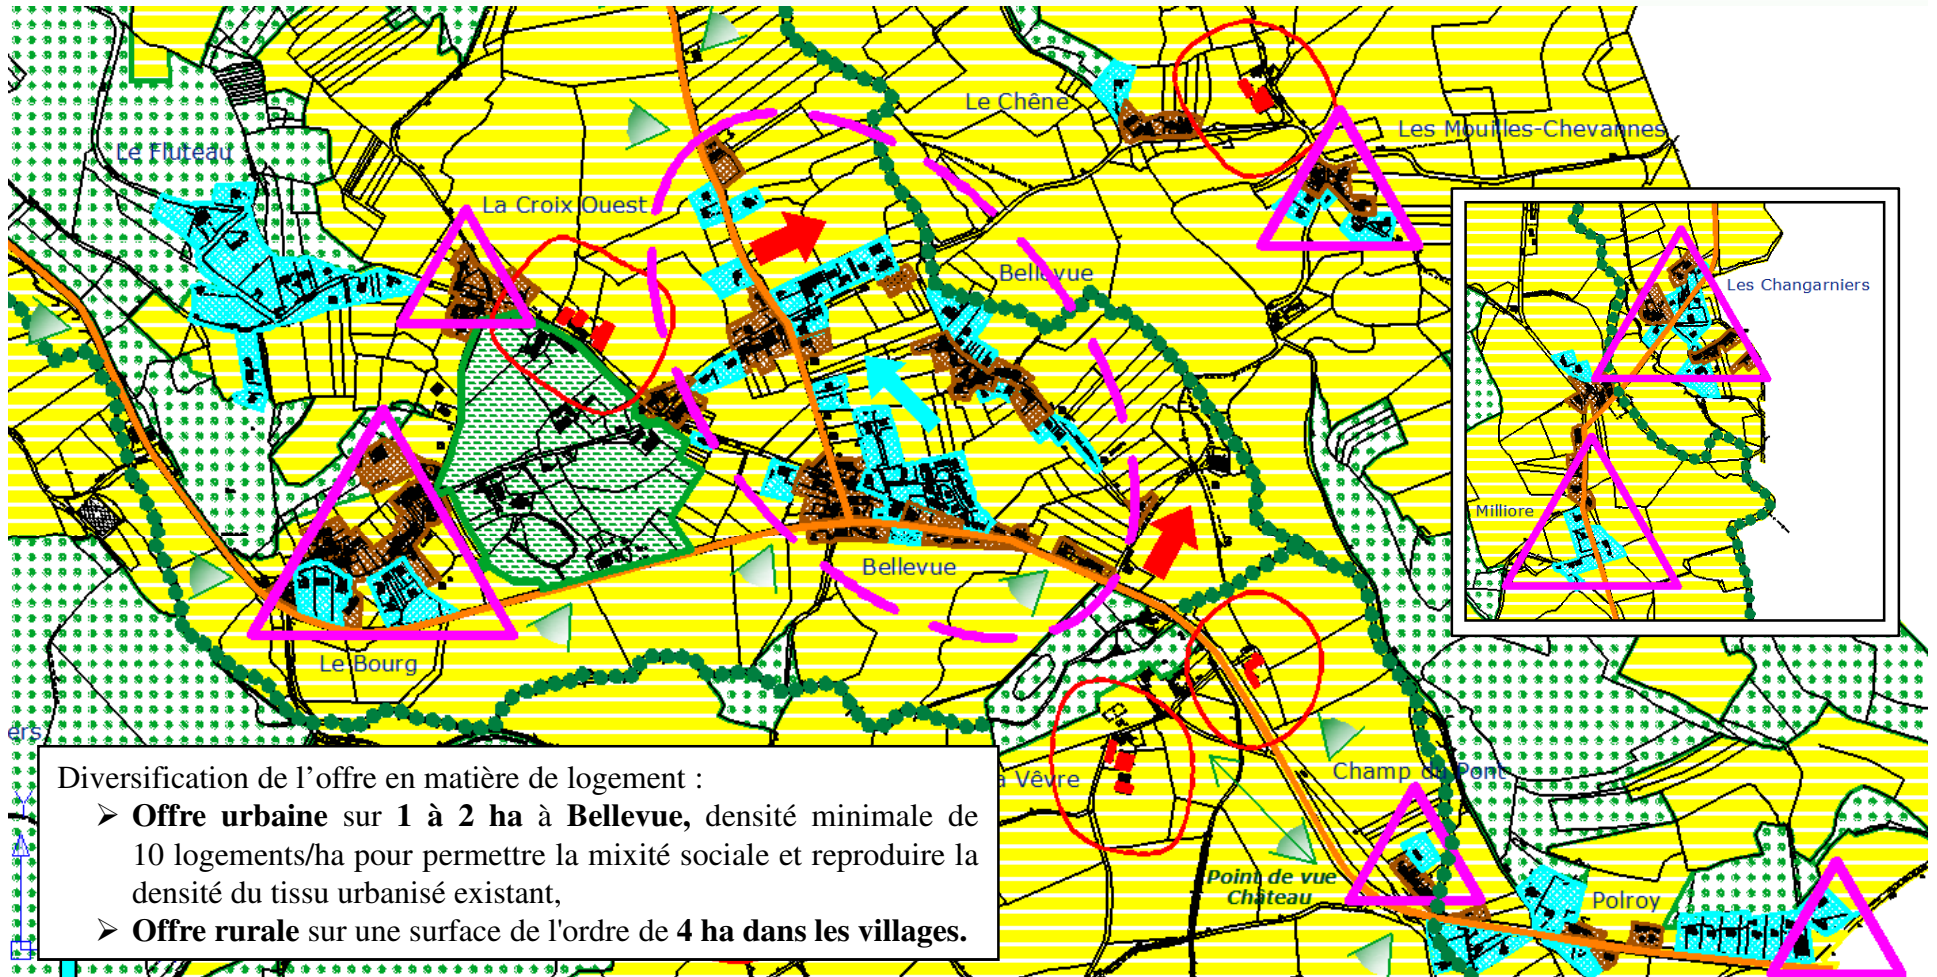 Le Chêne
Les Mouilles-Chevannes
Le Fluteau
La Croix Ouest
Bellevue
Les Changarniers
Milliore
Bellevue
Le Bourg
ers
Vêvre
Champ du Pont
Point de vue
Château
Polroy
Diversification de l'offre en matière de logement :
➢ Offre urbaine sur 1 à 2 ha à Bellevue, densité minimale de
10 logements/ha pour permettre la mixité sociale et reproduire la
densité du tissu urbanisé existant,
➢ Offre rurale sur une surface de l'ordre de 4 ha dans les villages.